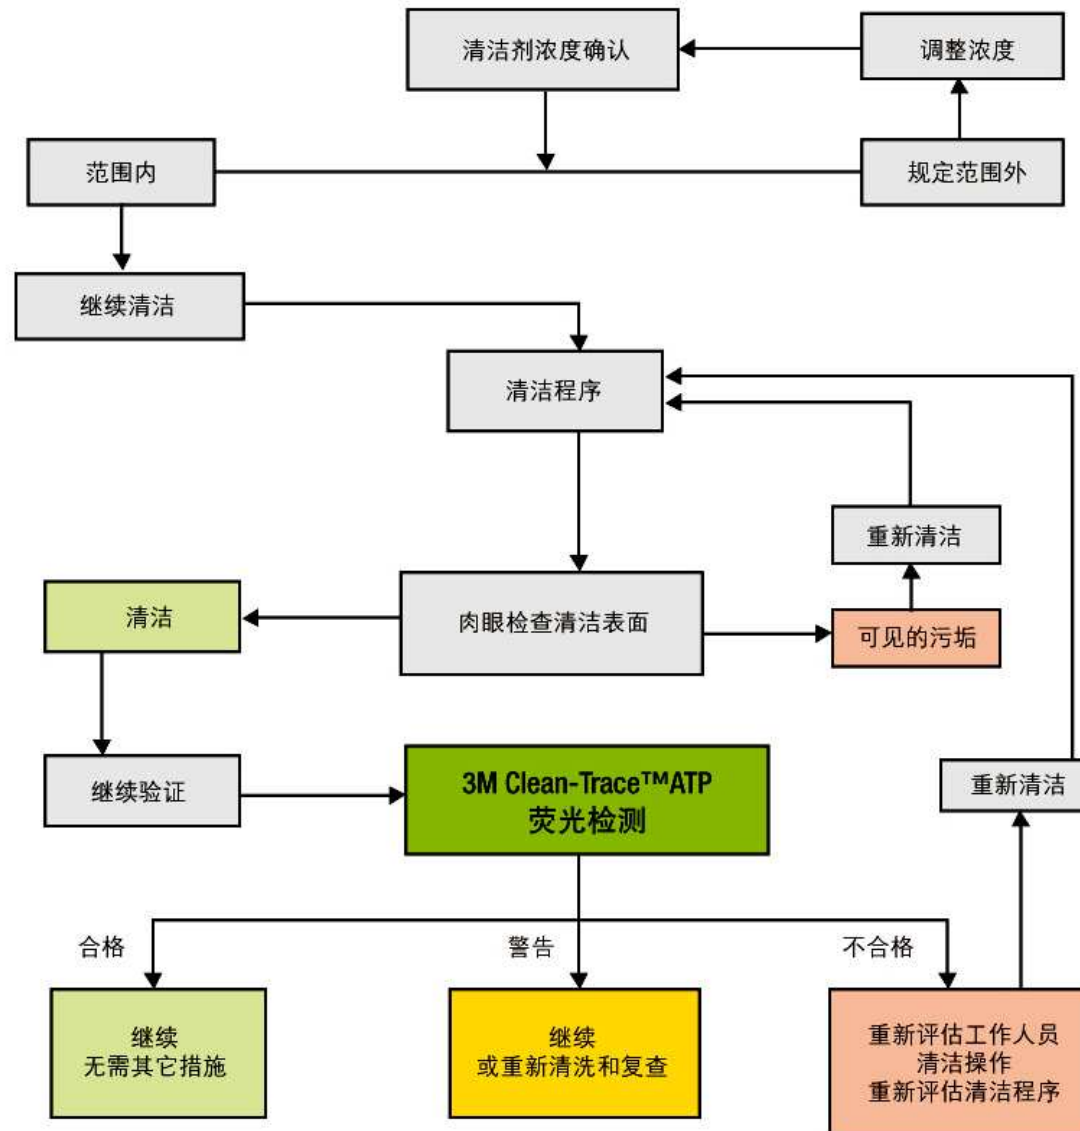 清洁剂浓度确认
调整浓度
范围内
规定范围外
继续清洁
清洁程序
重新清洁
清洁
肉眼检查清洁表面
可见的污垢
继续验证
3M Clean-Trace™ATP
荧光检测
重新清洁
合格
警告
不合格
继续
无需其它措施
继续
或重新清洗和复查
重新评估工作人员
清洁操作
重新评估清洁程序